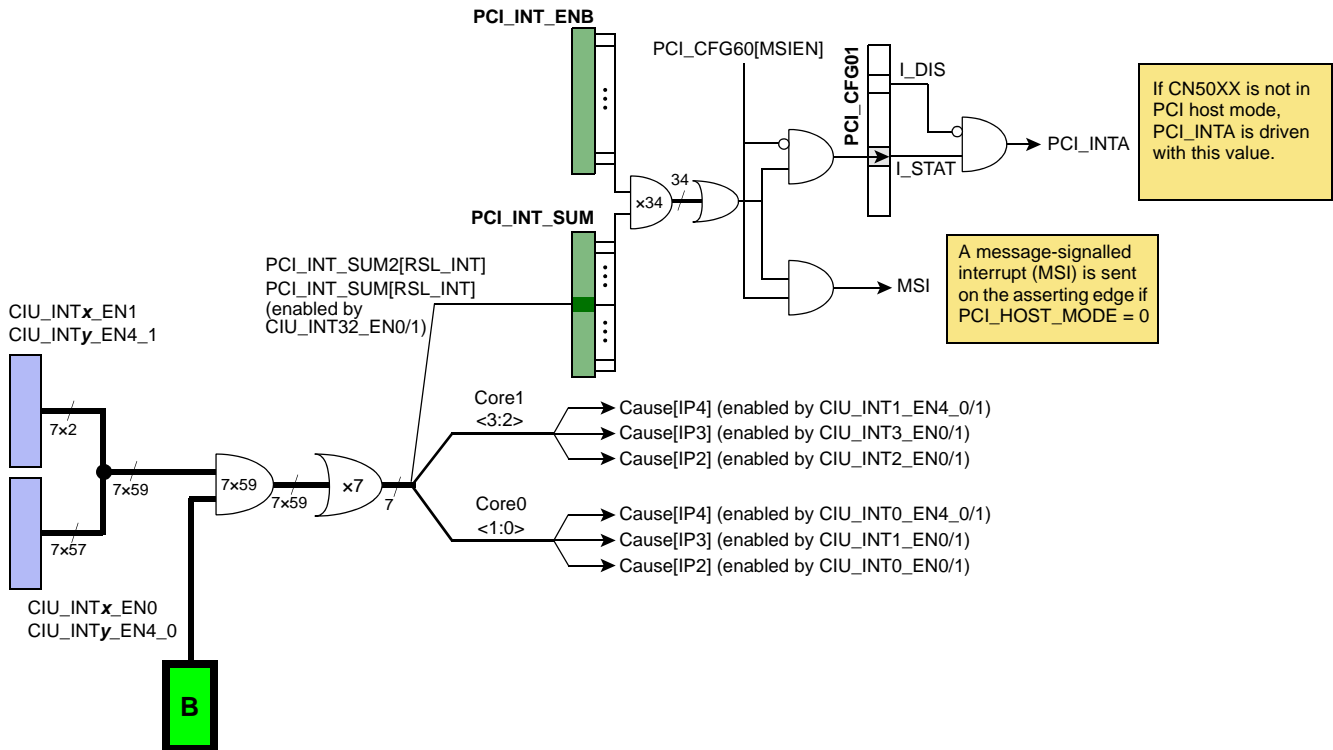 PCI_INT_ENB
PCI_CFG60[MSIEN]
PCI_CFG01
I_DIS
I_STAT
PCI_INTA
If CN50XX is not in
PCI host mode,
PCI_INTA is driven
with this value.
×34
34
PCI_INT_SUM
PCI_INT_SUM2[RSL_INT]
PCI_INT_SUM[RSL_INT]
(enabled by
CIU_INT32_EN0/1)
MSI
A message-signalled
interrupt (MSI) is sent
on the asserting edge if
PCI_HOST_MODE = 0
CIU_INTx_EN1
CIU_INTy_EN4_1
7×2
7×57
7×59
7×59
7×59
×7
7
Core1
<3:2>
Cause[IP4] (enabled by CIU_INT1_EN4_0/1)
Cause[IP3] (enabled by CIU_INT3_EN0/1)
Cause[IP2] (enabled by CIU_INT2_EN0/1)
Core0
<1:0>
Cause[IP4] (enabled by CIU_INT0_EN4_0/1)
Cause[IP3] (enabled by CIU_INT1_EN0/1)
Cause[IP2] (enabled by CIU_INT0_EN0/1)
CIU_INTx_EN0
CIU_INTy_EN4_0
B